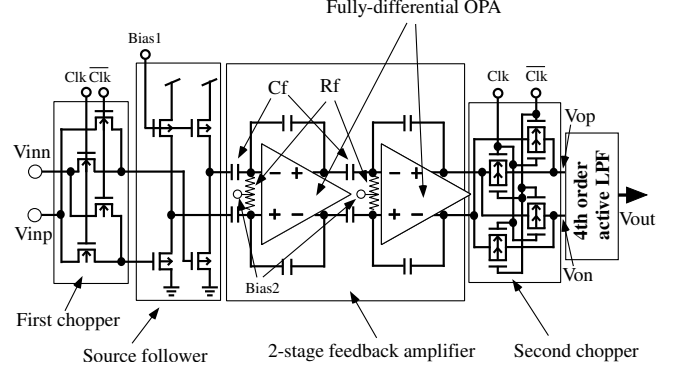 Fully-differential OPA
Bias1
Clk Clk
Cf
Rf
Clk
Clk
Vop
Vinn
Vinp
− +
− +
+ −
+ −
4th order
active LPF
Vout
Von
Bias2
First chopper
Source follower
2-stage feedback amplifier
Second chopper